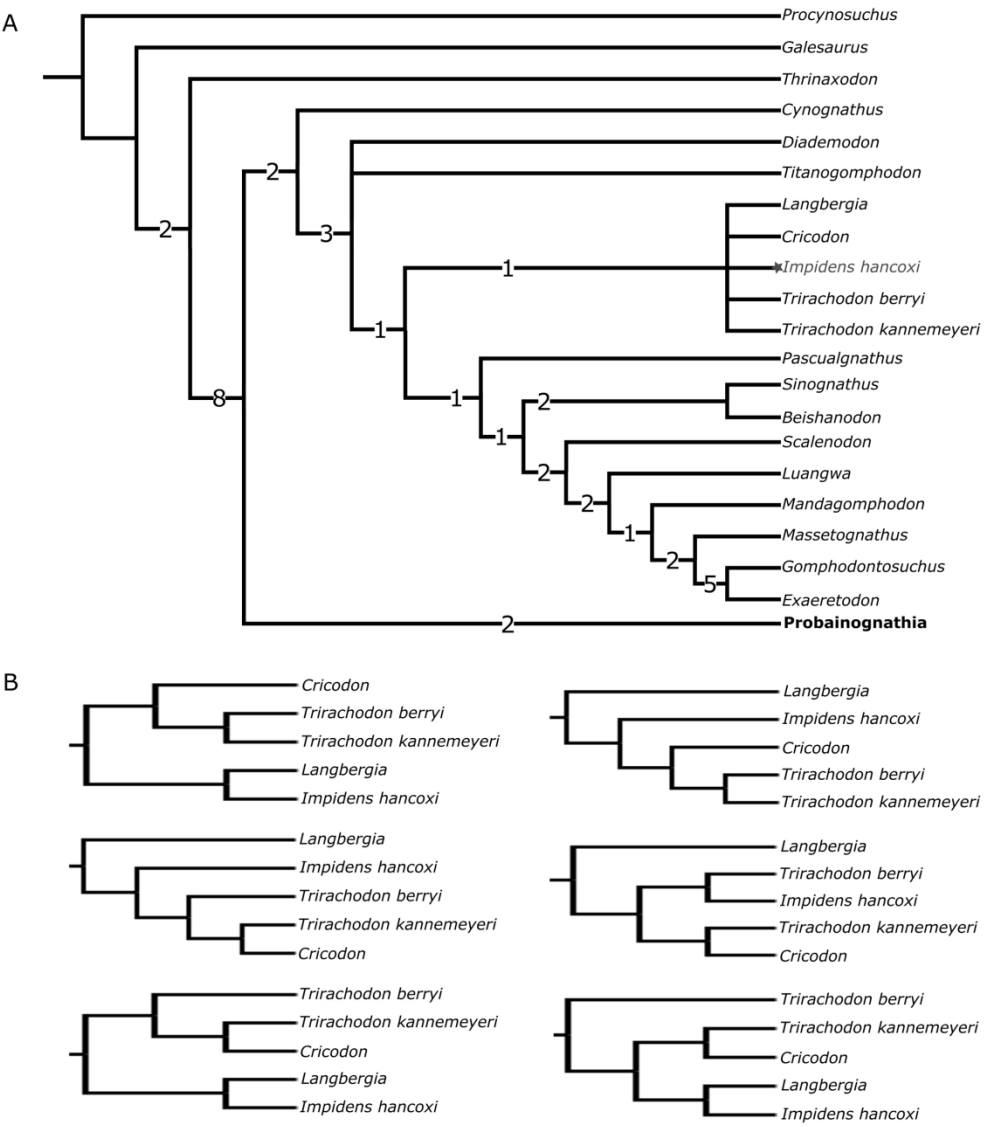 A
Procynosuchus
Galesaurus
Thrinaxodon
Cynognathus
2
Diademodon
Titanogomphodon
Langbergia
2
3
Cricodon
1
Impidens hancoxi
Trirachodon berryi
1
Trirachodon kannemeyeri
Pascualgnathus
8
1
Sinognathus
2
Beishanodon
1
Scalenodon
2
Luangwa
2
Mandagomphodon
1
Massetognathus
2
Gomphodontosuchus
5
Exaeretodon
2
Probainognathia
B
Cricodon
Trirachodon berryi
Trirachodon kannemeyeri
Langbergia
Impidens hancoxi
Langbergia
Impidens hancoxi
Cricodon
Trirachodon berryi
Trirachodon kannemeyeri
Langbergia
Impidens hancoxi
Trirachodon berryi
Trirachodon kannemeyeri
Cricodon
Langbergia
Trirachodon berryi
Impidens hancoxi
Trirachodon kannemeyeri
Cricodon
Trirachodon berryi
Trirachodon kannemeyeri
Cricodon
Langbergia
Impidens hancoxi
Trirachodon berryi
Trirachodon kannemeyeri
Cricodon
Langbergia
Impidens hancoxi